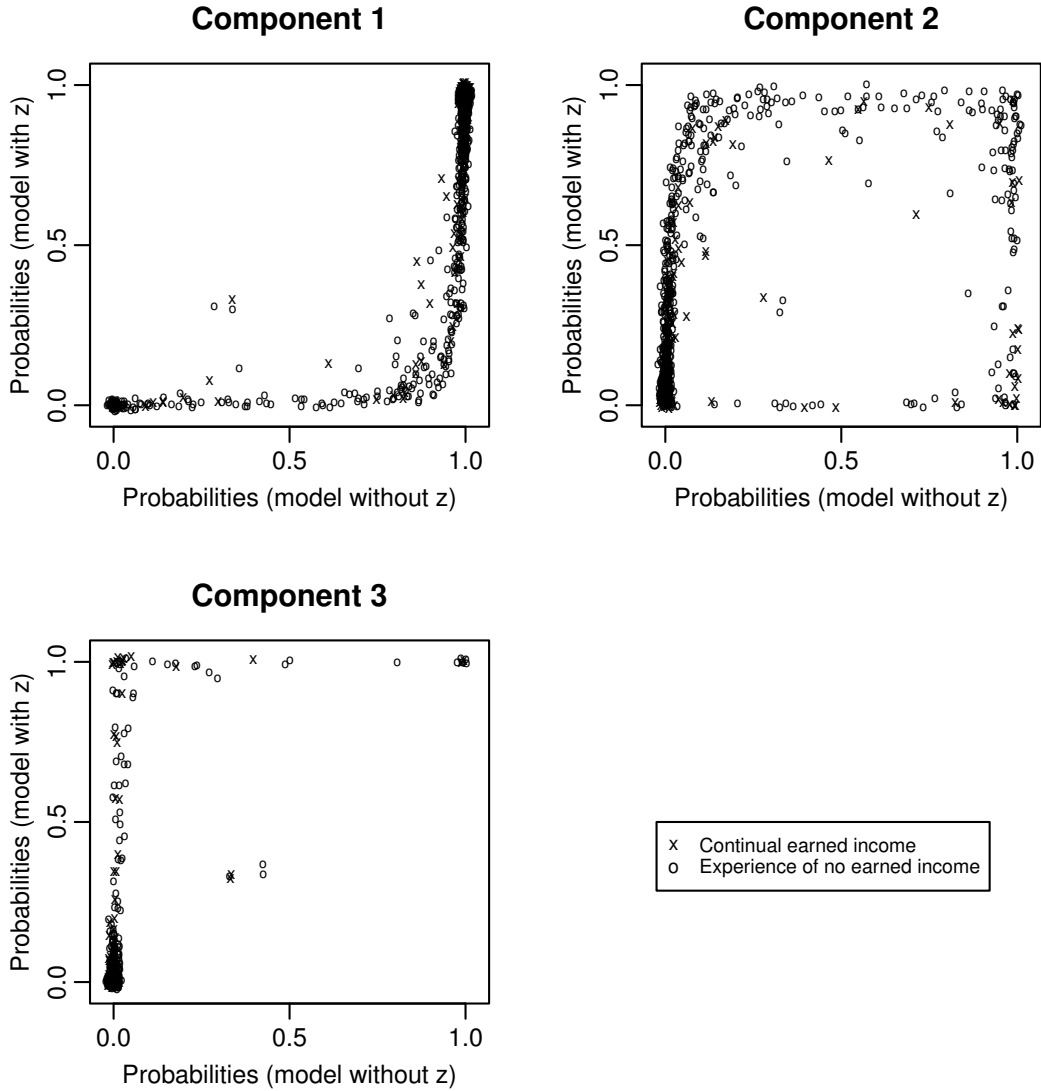 Component 1
Probabilities (model with z)
1.0
0.5
0.0
0.0 0.5 1.0
Probabilities (model without z)
Component 2
Probabilities (model with z)
1.0
0.5
0.0
0.0 0.5 1.0
Probabilities (model without z)
Component 3
Probabilities (model with z)
1.0
0.5
0.0
0.0 0.5 1.0
Probabilities (model without z)
x Continual earned income
o Experience of no earned income